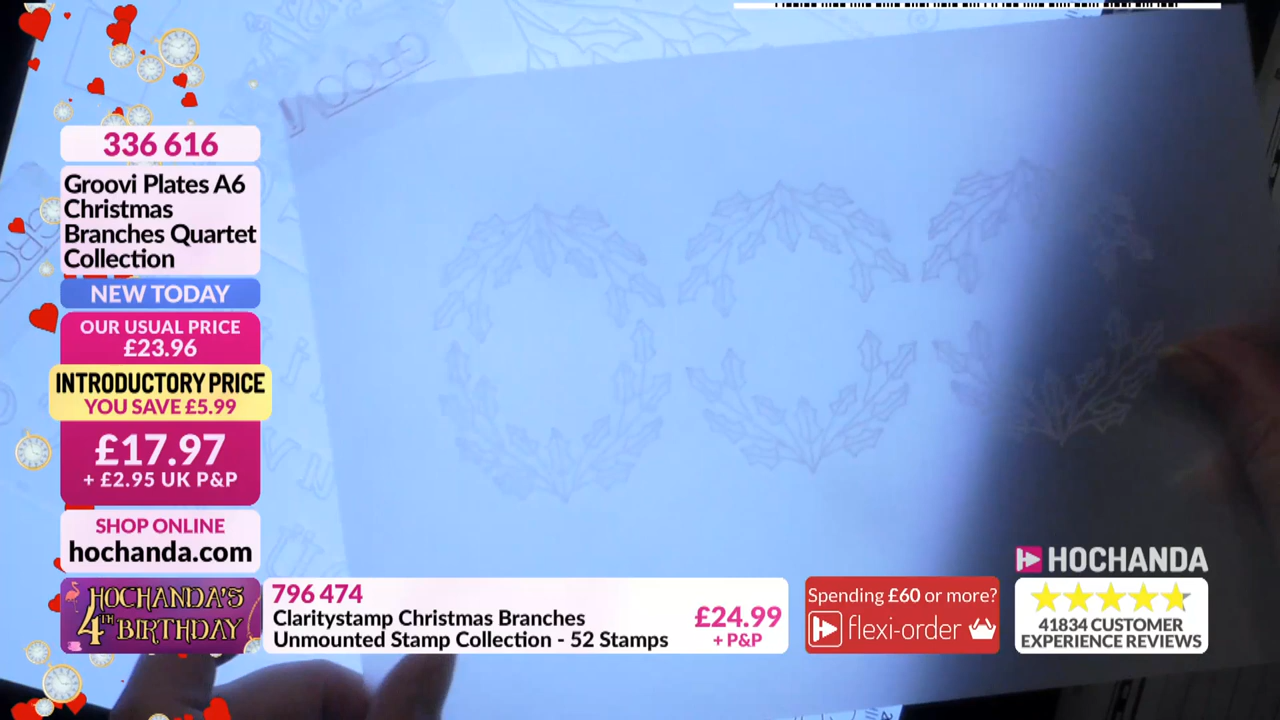 GROOVI
336 616
Groovi Plates A6
Christmas
Branches Quartet
Collection
NEW TODAY
OUR USUAL PRICE
£23.96
INTRODUCTORY PRICE
YOU SAVE £5.99
£17.97
+ £2.95 UK P&P
SHOP ONLINE
hochanda.com
HOCHANDA'S
4TH BIRTHDAY
796 474
Claritystamp Christmas Branches
Unmounted Stamp Collection - 52 Stamps
£24.99
+ P&P
Spending £60 or more?
flexi-order
HOCHANDA
41834 CUSTOMER
EXPERIENCE REVIEWS